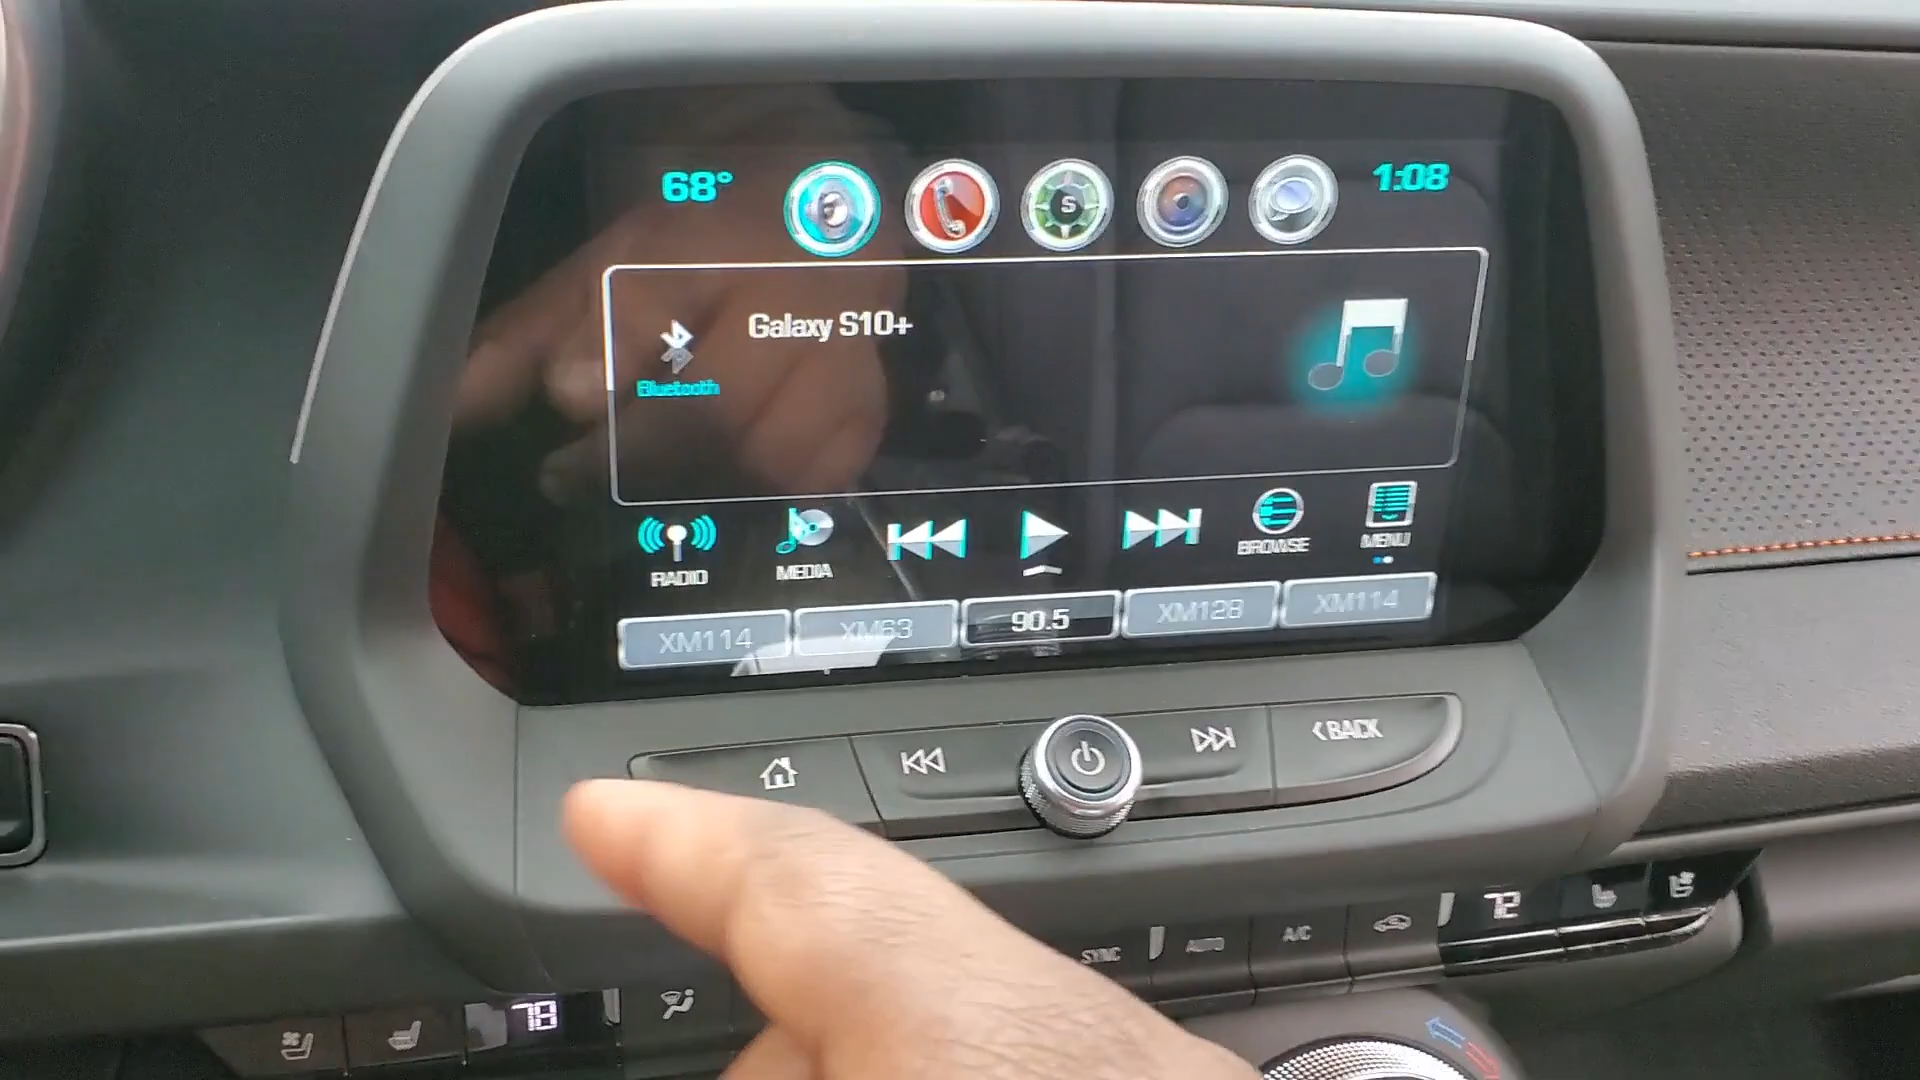 68°
S
1:08
Galaxy S10+
Bluetooth
RADIO
MEDIA
BROWSE
MENU
XM114
XM63
90.5
XM128
XM114
BACK
SYNC
AUTO
A/C
72
78